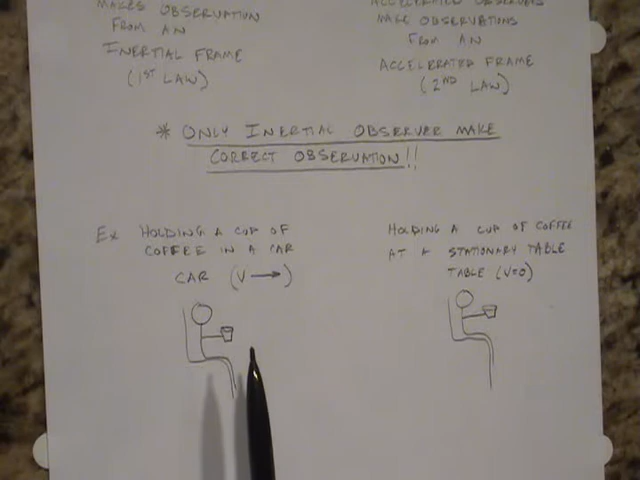 MAKES OBSERVATION
FROM AN
INERTIAL FRAME
(1ST LAW)
ACCELERATED OBSERVERS
MAKE OBSERVATIONS
FROM AN
ACCELERATED FRAME
(2ND LAW)
* ONLY INERTIAL OBSERVER MAKE
CORRECT OBSERVATION!!
EX HOLDING A CUP OF
COFFEE IN A CAR
CAR (V →)
HOLDING A CUP OF COFFEE
AT A STATIONARY TABLE
TABLE (V=0)